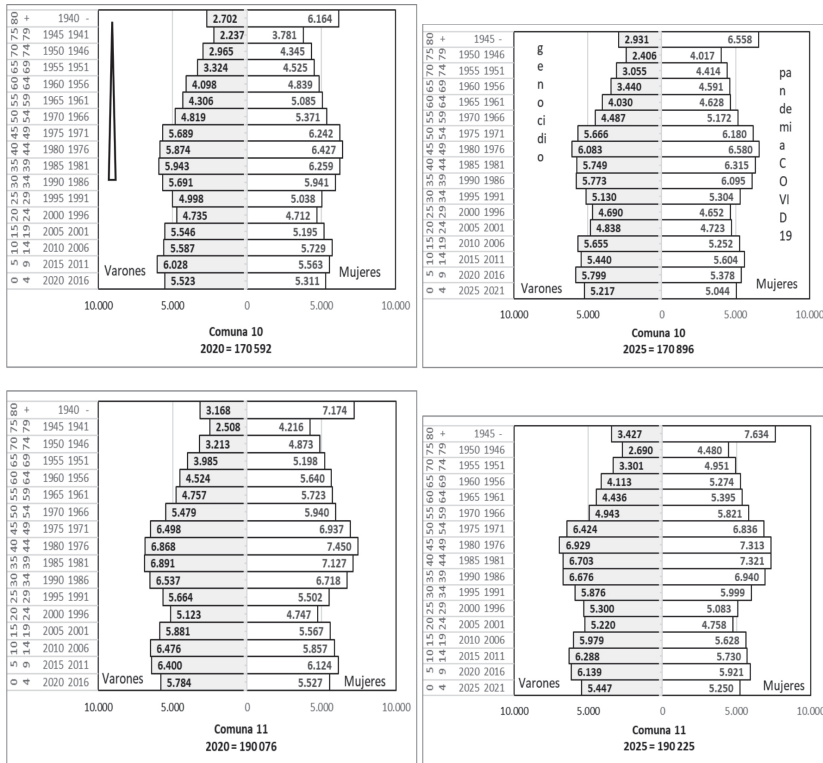 80 + 1940 - 2.702 6.164
75 79 1945 1941 2.237 3.781
70 74 1950 1946 2.965 4.345
65 69 1955 1951 3.324 4.525
60 64 1960 1956 4.098 4.839
55 59 1965 1961 4.306 5.085
50 54 1970 1966 4.819 5.371
45 49 1975 1971 5.689 6.242
40 44 1980 1976 5.874 6.427
35 39 1985 1981 5.943 6.259
30 34 1990 1986 5.691 5.941
25 29 1995 1991 4.998 5.038
20 24 2000 1996 4.735 4.712
15 19 2005 2001 5.546 5.195
10 14 2010 2006 5.587 5.729
5 9 2015 2011 Varones 6.028 5.563 Mujeres
0 4 2020 2016 5.523 5.311
10.000 5.000 0 5.000 10.000
Comuna 10
2020 = 170 592
80 + 1945 - 2.931 6.558
75 79 1950 1946 2.406 4.017
70 74 1955 1951 3.055 4.414
65 69 1960 1956 3.440 4.591
60 64 1965 1961 4.030 4.628
55 59 1970 1966 4.487 5.172
50 54 1975 1971 5.666 6.180
45 49 1980 1976 6.083 6.580
40 44 1985 1981 5.749 6.315
35 39 1990 1986 5.773 6.095
30 34 1995 1991 5.130 5.304
25 29 2000 1996 4.690 4.652
20 24 2005 2001 4.838 4.723
15 19 2010 2006 5.655 5.252
10 14 2015 2011 5.440 5.604
5 9 2020 2016 5.799 5.378
0 4 2025 2021 Varones 5.217 5.044 Mujeres
g
e
n
o
ci
di
o
pa
n
de
mi
a
C
O
VI
D
19
10.000 5.000 0 5.000 10.000
Comuna 10
2025 = 170 896
80 + 1940 - 3.168 7.174
75 79 1945 1941 2.508 4.216
70 74 1950 1946 3.213 4.873
65 69 1955 1951 3.985 5.198
60 64 1960 1956 4.524 5.640
55 59 1965 1961 4.757 5.723
50 54 1970 1966 5.479 5.940
45 49 1975 1971 6.498 6.937
40 44 1980 1976 6.868 7.450
35 39 1985 1981 6.891 7.127
30 34 1990 1986 6.537 6.718
25 29 1995 1991 5.664 5.502
20 24 2000 1996 5.123 4.747
15 19 2005 2001 5.881 5.567
10 14 2010 2006 6.476 5.857
5 9 2015 2011 6.400 6.124
0 4 2020 2016 Varones 5.784 5.527 Mujeres
10.000 5.000 0 5.000 10.000
Comuna 11
2020 = 190 076
80 + 1945 - 3.427 7.634
75 79 1950 1946 2.690 4.480
70 74 1955 1951 3.301 4.951
65 69 1960 1956 4.113 5.274
60 64 1965 1961 4.436 5.395
55 59 1970 1966 4.943 5.821
50 54 1975 1971 6.424 6.836
45 49 1980 1976 6.929 7.313
40 44 1985 1981 6.703 7.321
35 39 1990 1986 6.676 6.940
30 34 1995 1991 5.876 5.999
25 29 2000 1996 5.300 5.083
20 24 2005 2001 5.220 4.758
15 19 2010 2006 5.979 5.628
10 14 2015 2011 6.288 5.730
5 9 2020 2016 6.139 5.921
0 4 2025 2021 Varones 5.447 5.250 Mujeres
10.000 5.000 0 5.000 10.000
Comuna 11
2025 = 190 225